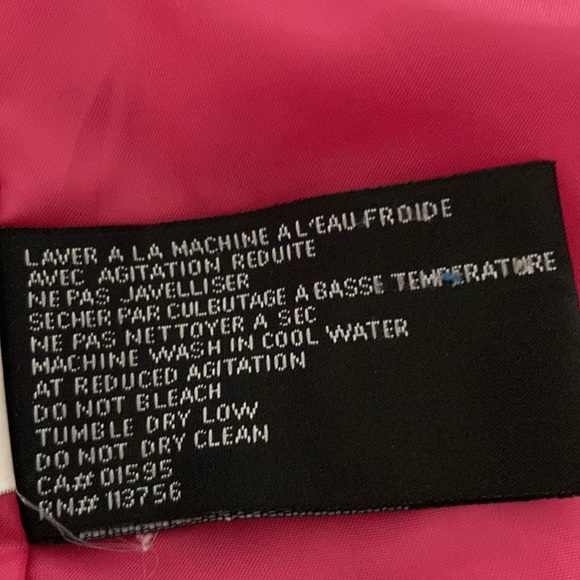 LAVER A LA MACHINE A L'EAU FROIDE
AVEC AGITATION REDUITE
NE PAS JAVELLISER
SECHER PAR CULBUTAGE A BASSE TEMPERATURE
NE PAS NETTOYER A SEC
MACHINE WASH IN COOL WATER
AT REDUCED AGITATION
DO NOT BLEACH
TUMBLE DRY LOW
DO NOT DRY CLEAN
CA# 01595
RN# 113756